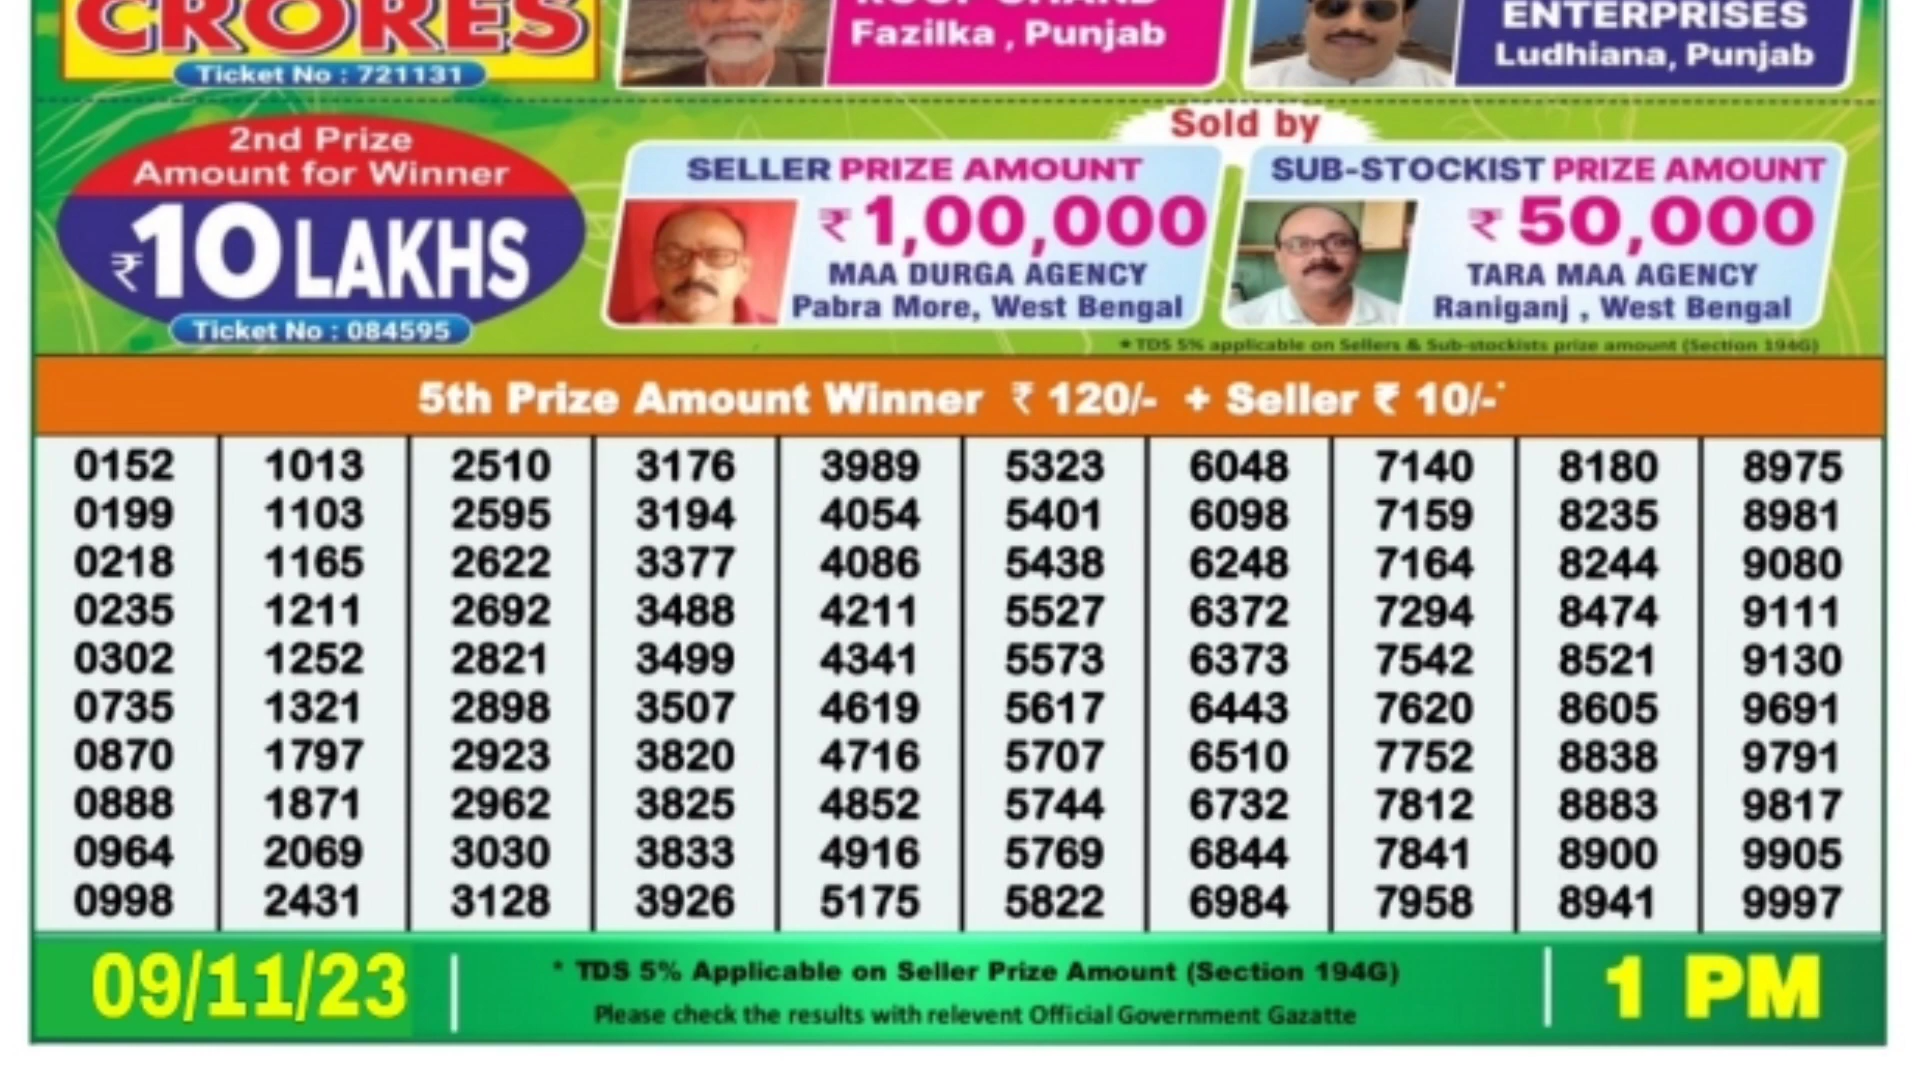 CRORES
Ticket No : 721131
ROOP CHAND
Fazilka , Punjab
ENTERPRISES
Ludhiana, Punjab
2nd Prize
Amount for Winner
₹10 LAKHS
Ticket No : 084595
Sold by
SELLER PRIZE AMOUNT
₹ 1,00,000
MAA DURGA AGENCY
Pabra More, West Bengal
SUB-STOCKIST PRIZE AMOUNT
₹ 50,000
TARA MAA AGENCY
Raniganj , West Bengal
* TDS 5% applicable on Sellers & Sub-stockists prize amount (Section 194G)
5th Prize Amount Winner ₹ 120/- + Seller ₹ 10/-*
0152 1013 2510 3176 3989 5323 6048 7140 8180 8975
0199 1103 2595 3194 4054 5401 6098 7159 8235 8981
0218 1165 2622 3377 4086 5438 6248 7164 8244 9080
0235 1211 2692 3488 4211 5527 6372 7294 8474 9111
0302 1252 2821 3499 4341 5573 6373 7542 8521 9130
0735 1321 2898 3507 4619 5617 6443 7620 8605 9691
0870 1797 2923 3820 4716 5707 6510 7752 8838 9791
0888 1871 2962 3825 4852 5744 6732 7812 8883 9817
0964 2069 3030 3833 4916 5769 6844 7841 8900 9905
0998 2431 3128 3926 5175 5822 6984 7958 8941 9997
09/11/23
* TDS 5% Applicable on Seller Prize Amount (Section 194G)
Please check the results with relevent Official Government Gazatte
1 PM